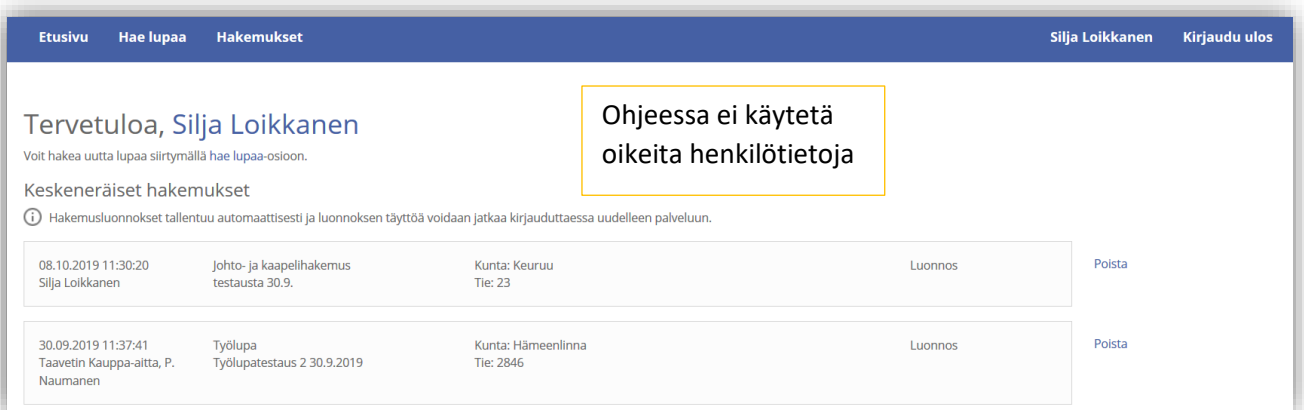 Etusivu Hae lupaa Hakemukset Silja Loikkanen Kirjaudu ulos
Tervetuloa, Silja Loikkanen
Ohjeessa ei käytetä
oikeita henkilötietoja
Voit hakea uutta lupaa siirtymällä hae lupaa-osioon.
Keskeneräiset hakemukset
Hakemusluonnokset tallentuu automaattisesti ja luonnoksen täyttöä voidaan jatkaa kirjauduttaessa uudelleen palveluun.
08.10.2019 11:30:20 Johto- ja kaapelihakemus Kunta: Keuruu Luonnos Poista
Silja Loikkanen testausta 30.9. Tie: 23
30.09.2019 11:37:41 Työlupa Kunta: Hämeenlinna Luonnos Poista
Taavetin Kauppa-aitta, P. Työlupatestaus 2 30.9.2019 Tie: 2846
Naumanen